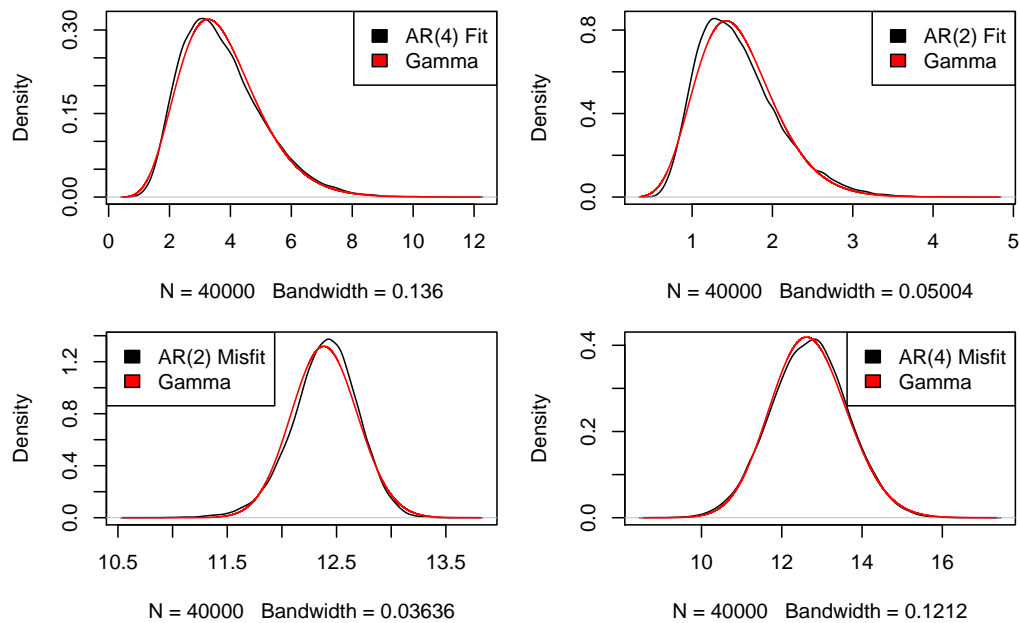 Density
0.00
0.15
0.30
AR(4) Fit
Gamma
0 2 4 6 8 10 12
N = 40000 Bandwidth = 0.136
Density
0.0
0.4
0.8
AR(2) Fit
Gamma
1 2 3 4 5
N = 40000 Bandwidth = 0.05004
Density
0.0
0.4
0.8
1.2
AR(2) Misfit
Gamma
10.5 11.5 12.5 13.5
N = 40000 Bandwidth = 0.03636
Density
0.0
0.2
0.4
AR(4) Misfit
Gamma
10 12 14 16
N = 40000 Bandwidth = 0.1212